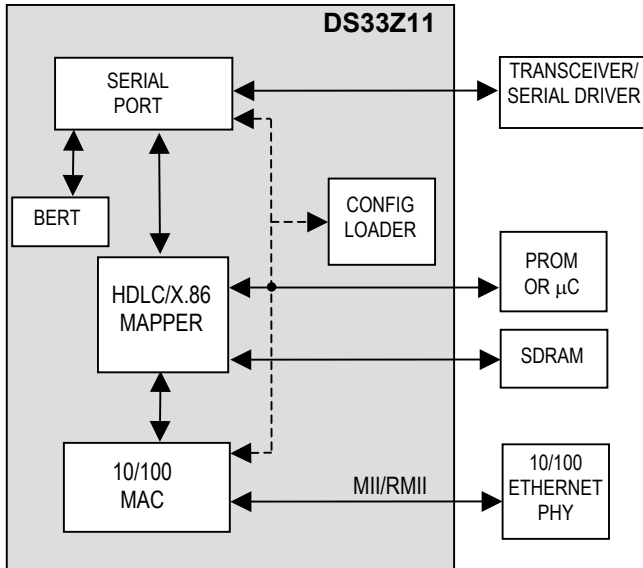 DS33Z11
SERIAL
PORT
TRANSCEIVER/
SERIAL DRIVER
BERT
CONFIG
LOADER
HDLC/X.86
MAPPER
PROM
OR μC
SDRAM
10/100
MAC
MII/RMII
10/100
ETHERNET
PHY